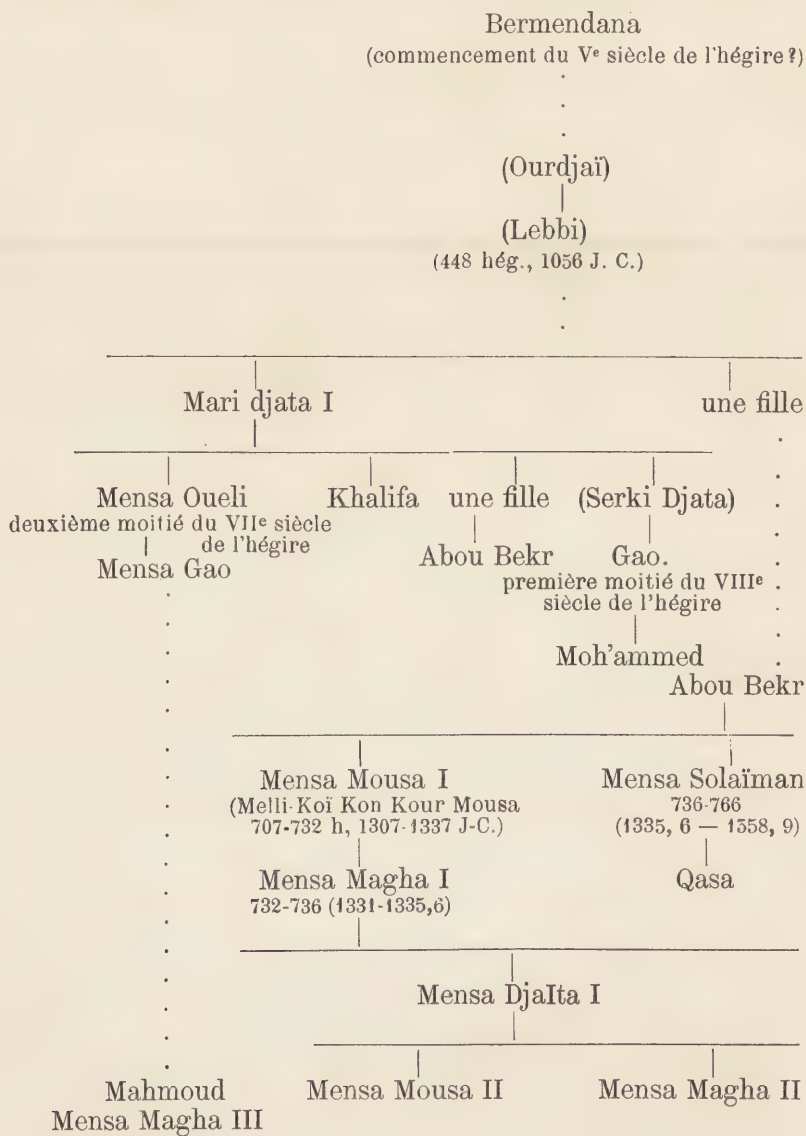 Bermendana
(commencement du Vᵉ siècle de l'hégire?)
(Ourdjaï)
(Lebbi)
(448 hég., 1056 J. C.)
Mari djata I
une fille
Mensa Oueli
deuxième moitié du VIIᵉ siècle
de l'hégire
Mensa Gao
Khalifa
une fille
Abou Bekr
(Serki Djata)
Gao.
première moitié du VIIIᵉ
siècle de l'hégire
Moh'ammed
Abou Bekr
Mensa Mousa I
(Melli-Koï Kon Kour Mousa
707-732 h, 1307-1337 J-C.)
Mensa Solaïman
736-766
(1335, 6 — 1358, 9)
Mensa Magha I
732-736 (1331-1335,6)
Qasa
Mensa DjaIta I
Mensa Mousa II
Mensa Magha II
Mahmoud
Mensa Magha III